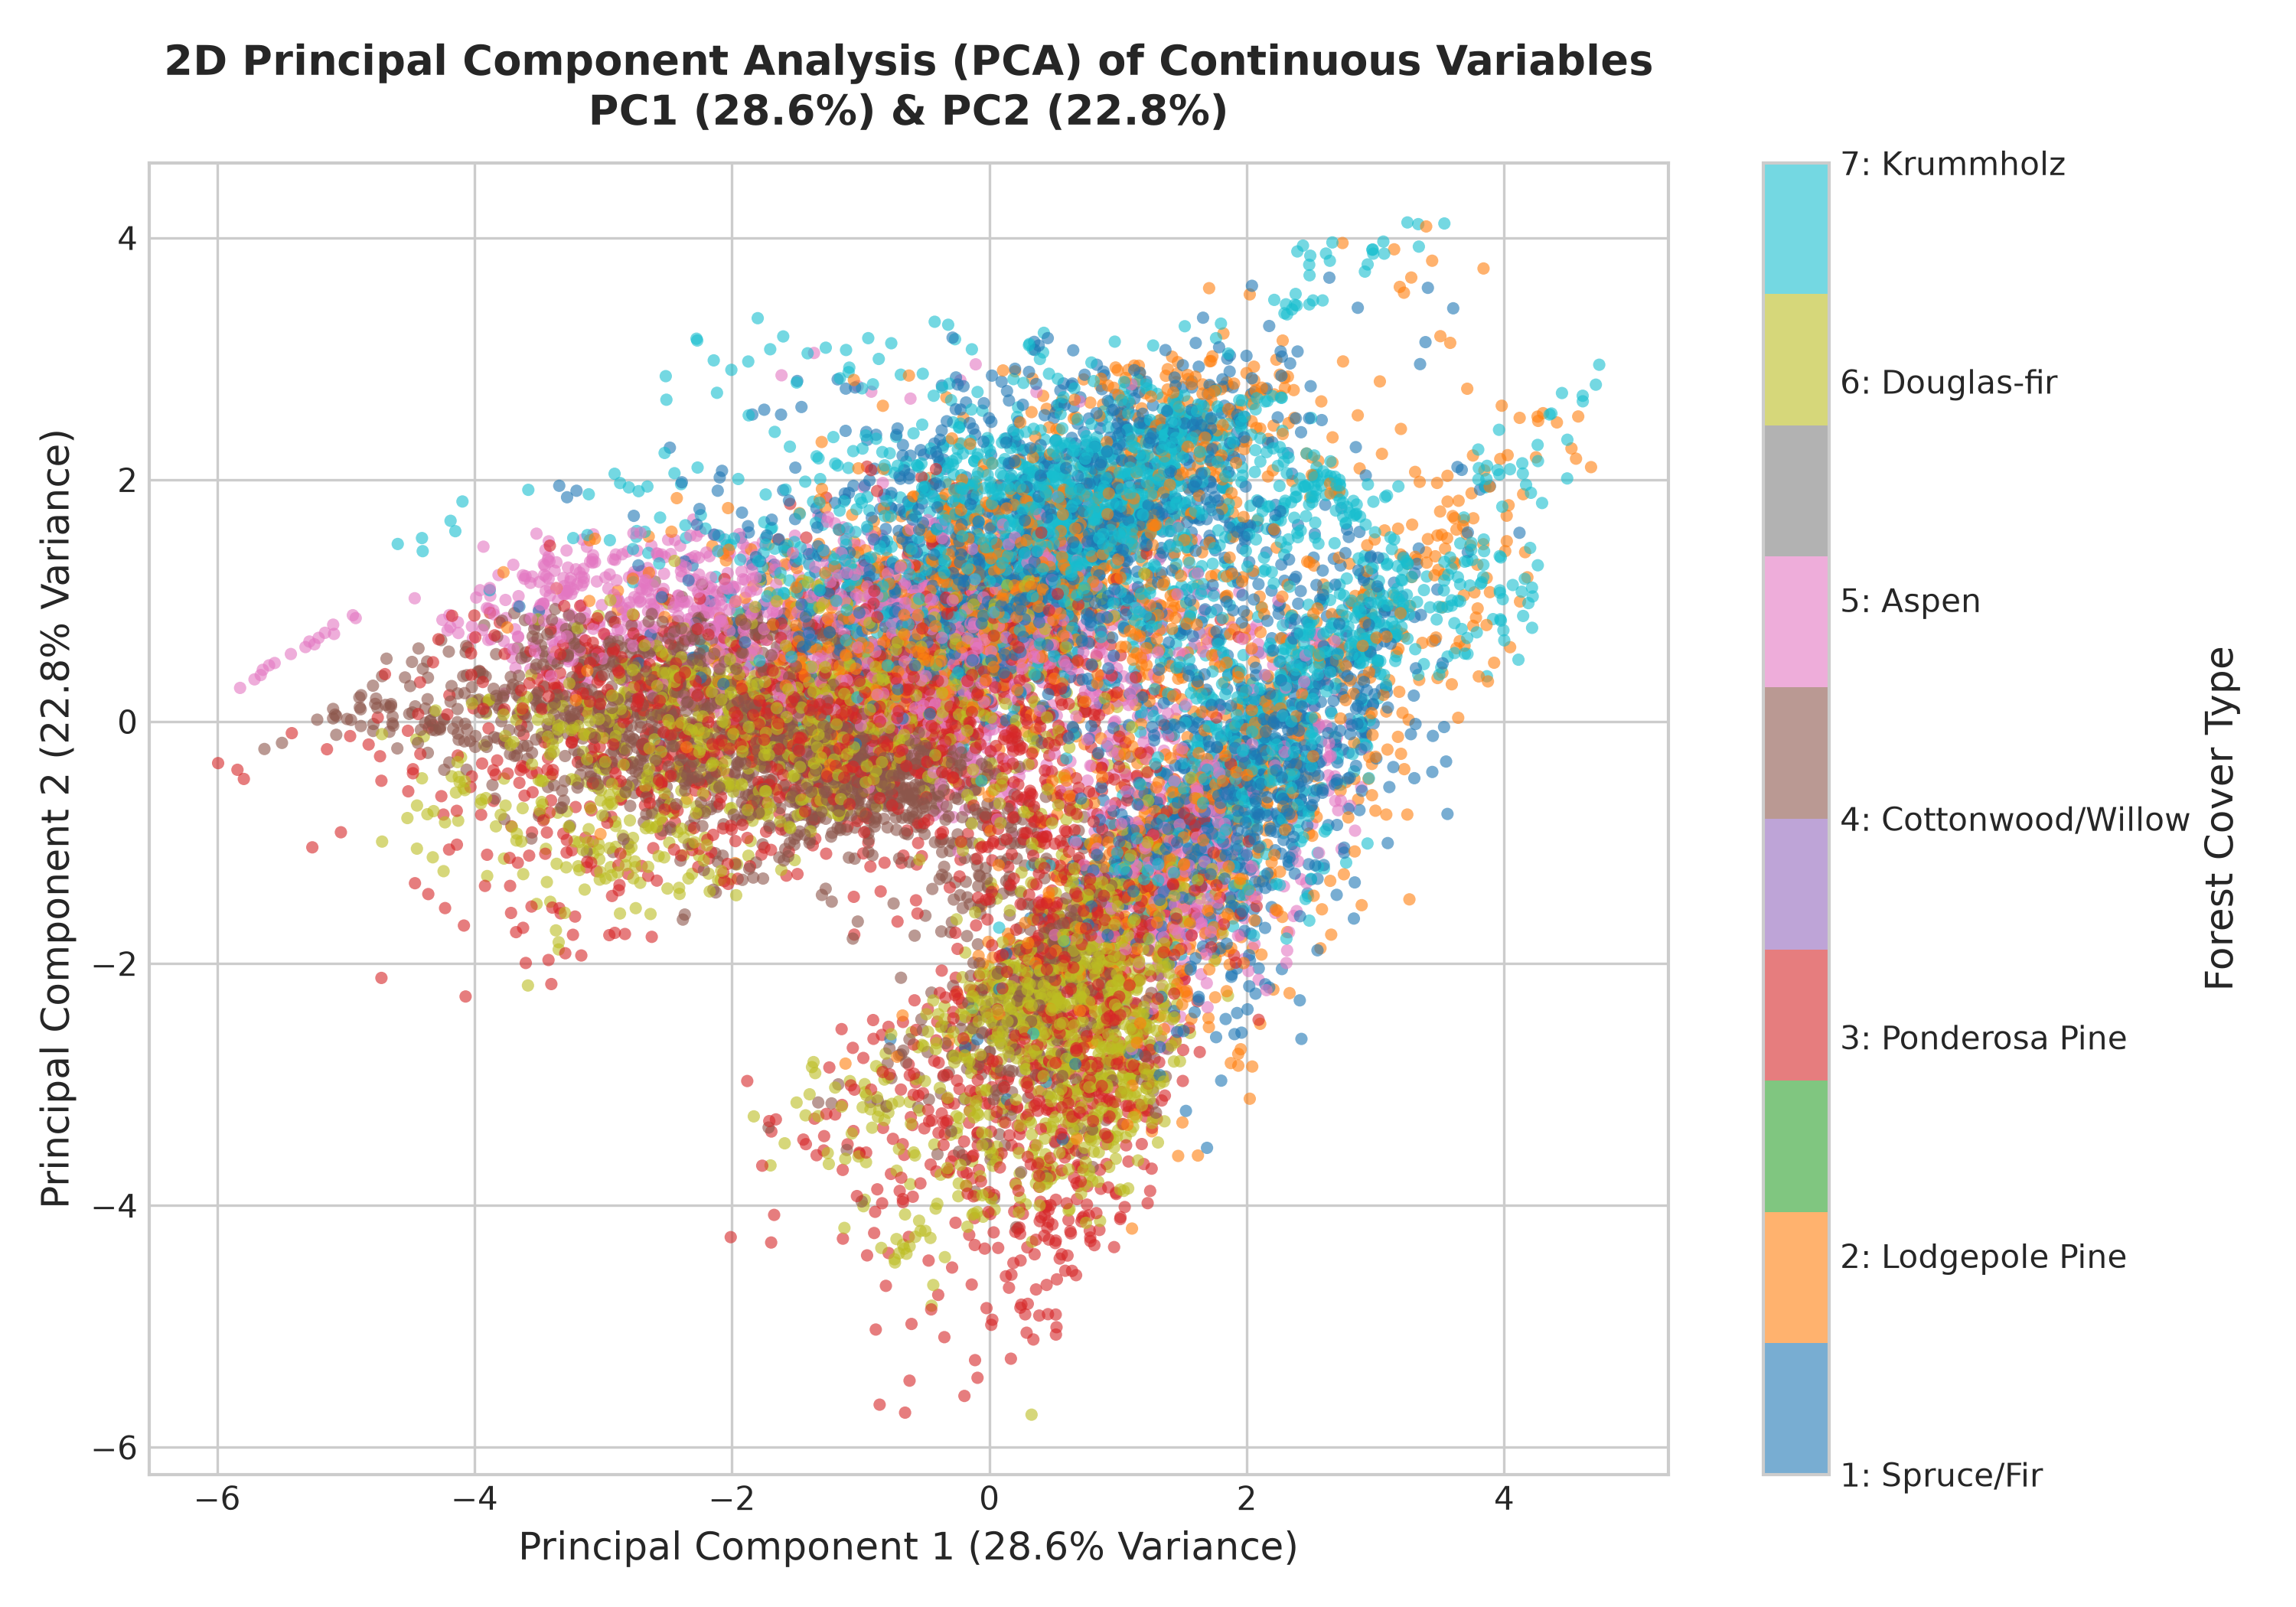 2D Principal Component Analysis (PCA) of Continuous Variables
PC1 (28.6%) & PC2 (22.8%)
Principal Component 2 (22.8% Variance)
4
2
0
−2
−4
−6
−6
−4
−2
0
2
4
Principal Component 1 (28.6% Variance)
7: Krummholz
6: Douglas-fir
5: Aspen
4: Cottonwood/Willow
3: Ponderosa Pine
2: Lodgepole Pine
1: Spruce/Fir
Forest Cover Type